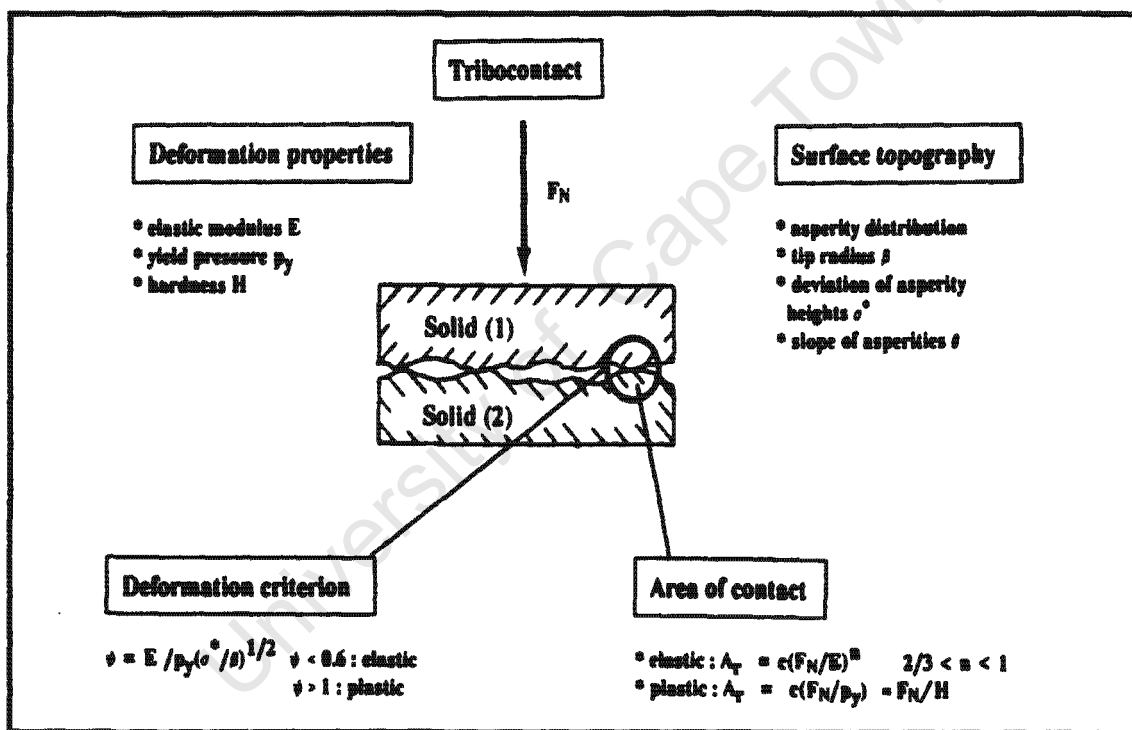 Tribocontact
Deformation properties
* elastic modulus E
* yield pressure p_y
* hardness H
F_N
Surface topography
* asperity distribution
* tip radius β
* deviation of asperity
heights σ*
* slope of asperities θ
Solid (1)
Solid (2)
Deformation criterion
ψ = E/p_y(σ*/β)^1/2 ψ < 0.6 : elastic
ψ > 1 : plastic
Area of contact
* elastic : A_r = c(F_N/E)^n 2/3 < n < 1
* plastic : A_r = c(F_N/p_y) = F_N/H
University of Cape Town